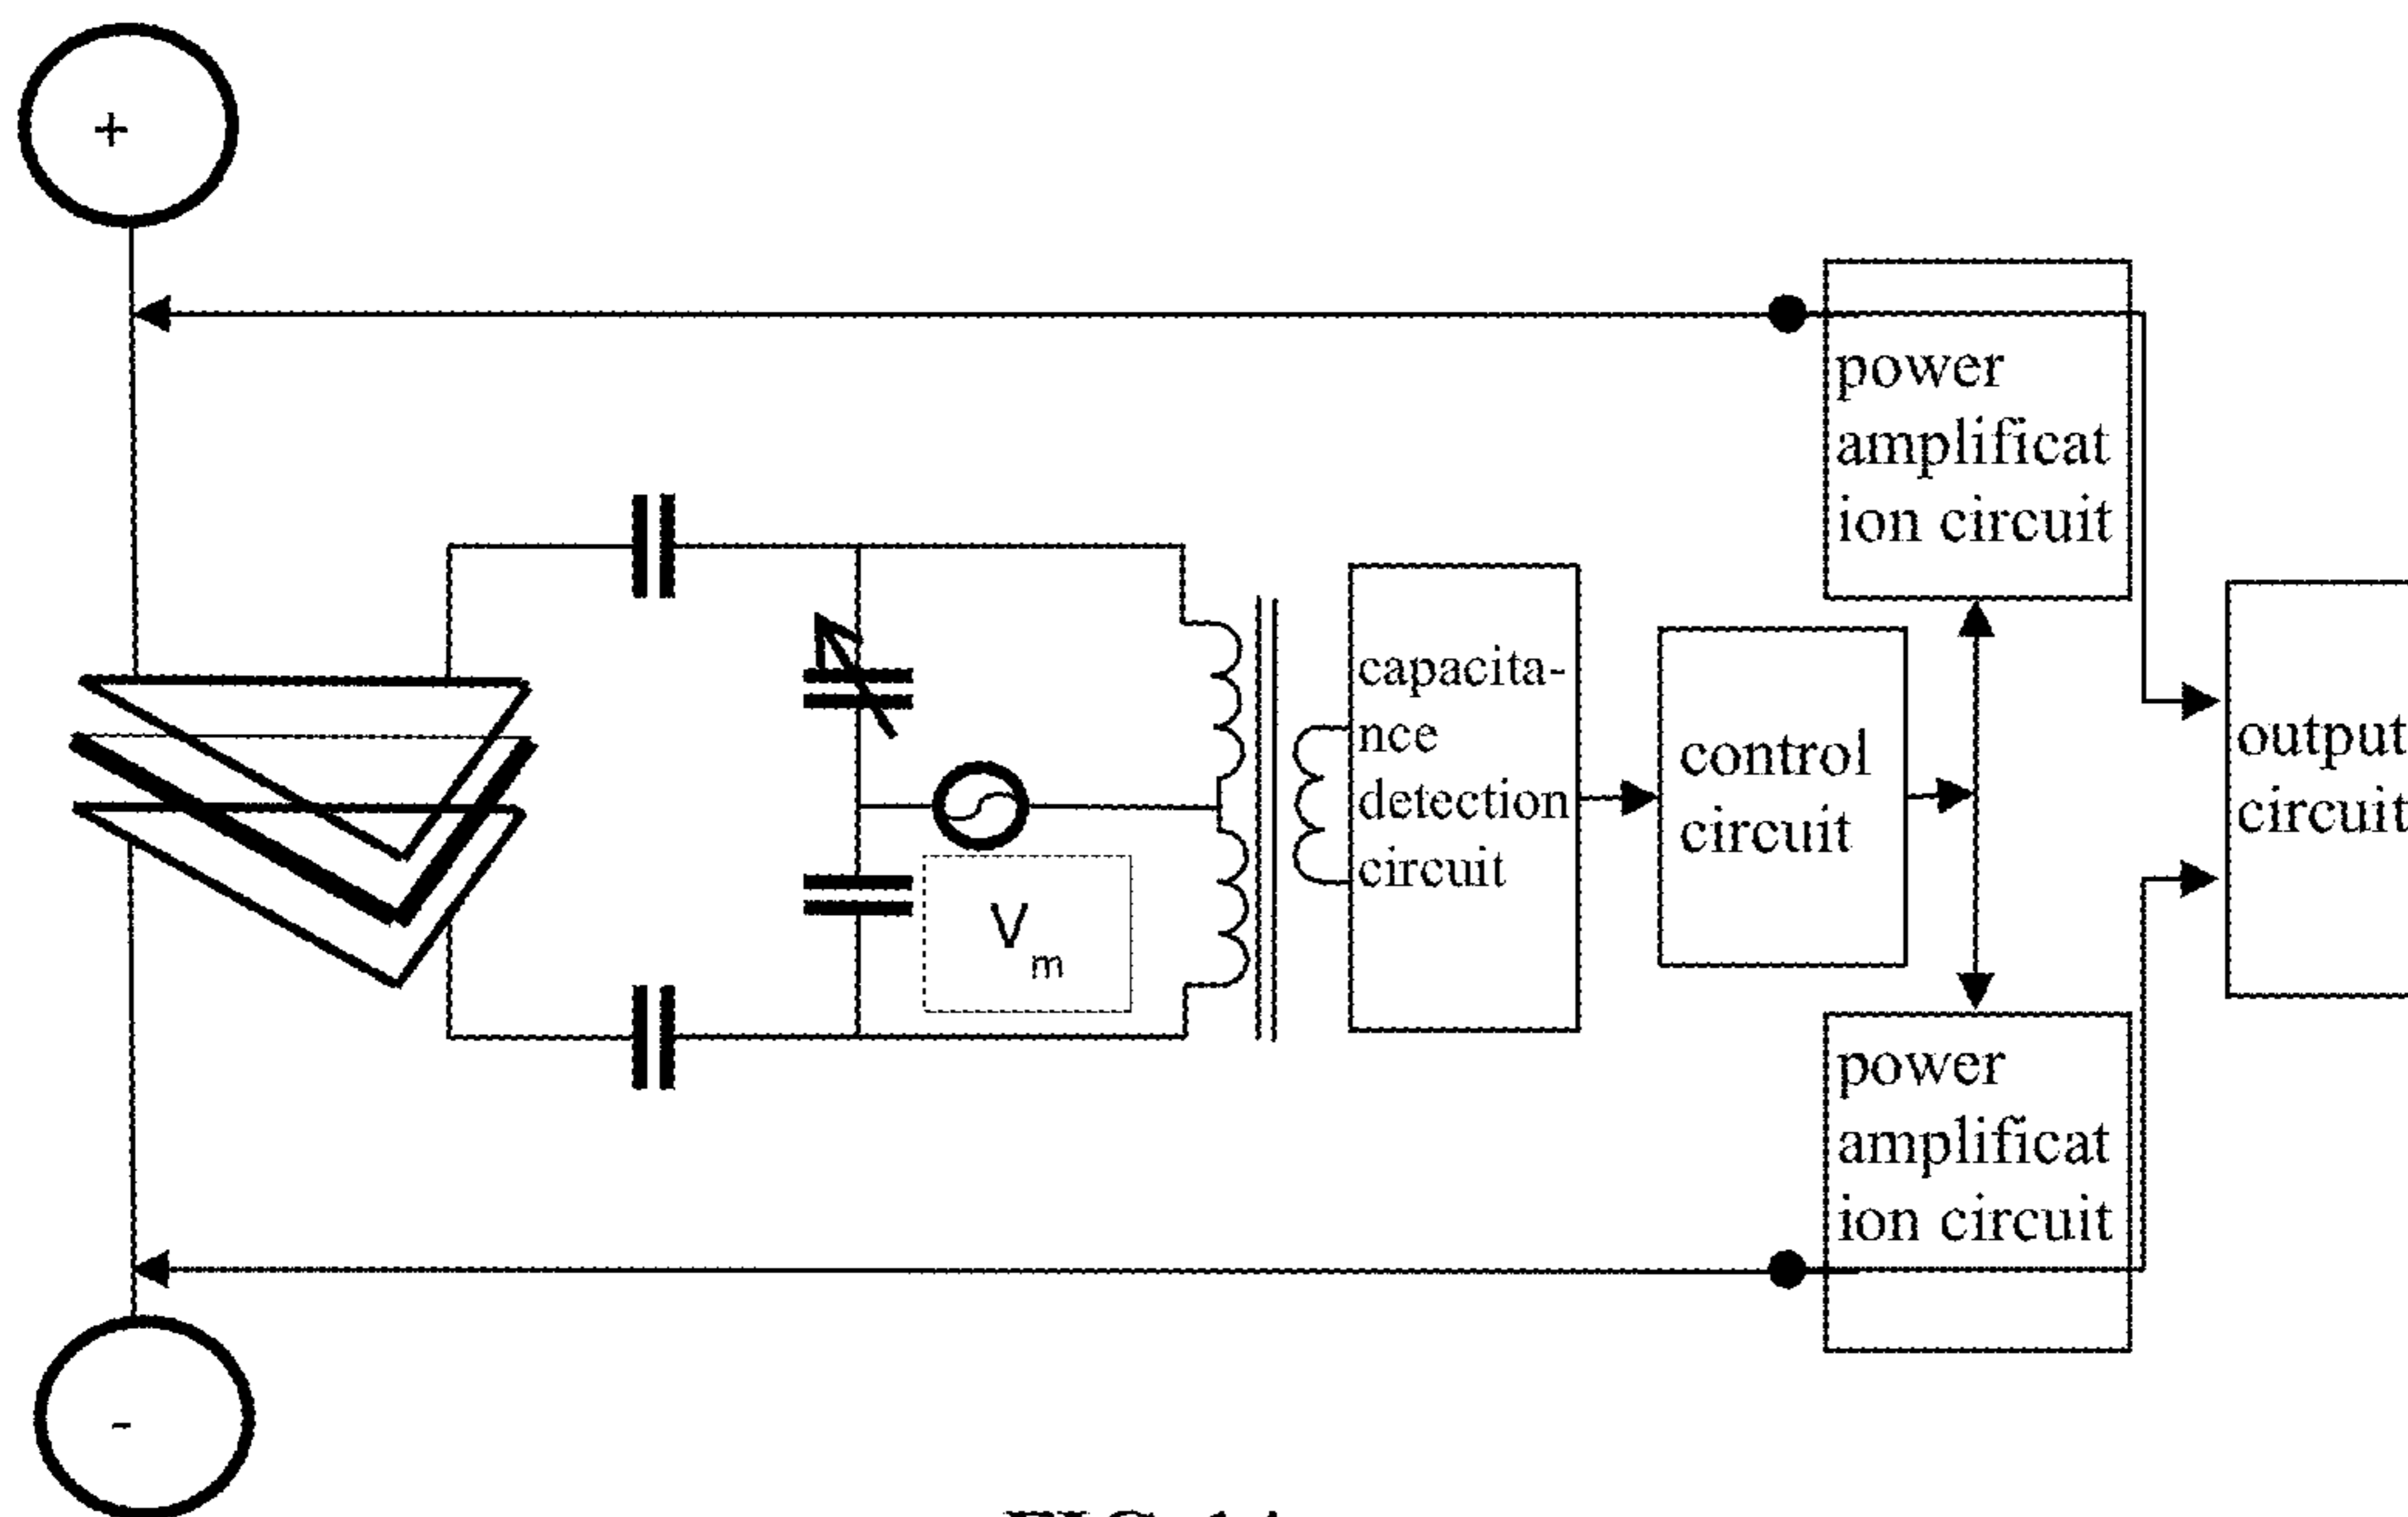 +
power
amplificat
ion circuit
capacita-
nce
detection
circuit
control
circuit
output
circuit
V
m
power
amplificat
ion circuit
-